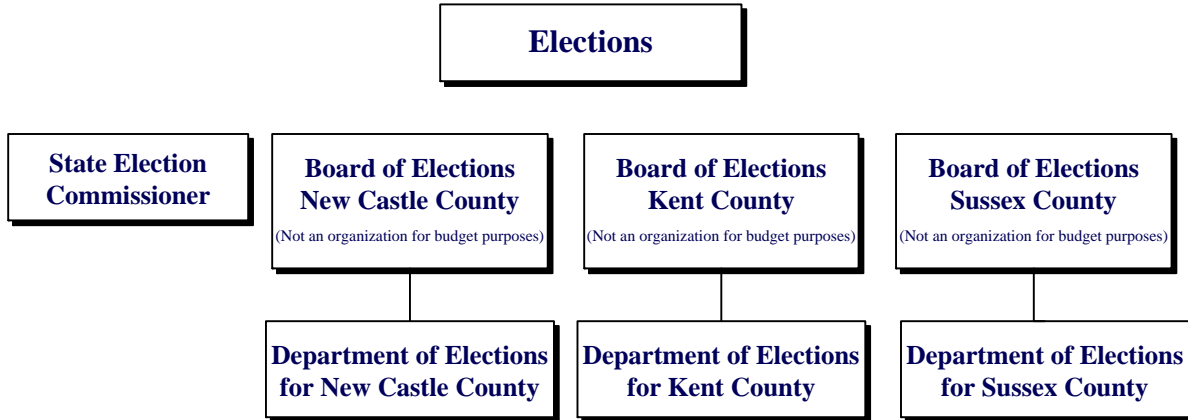 Elections
State Election
Commissioner
Board of Elections
New Castle County
(Not an organization for budget purposes)
Board of Elections
Kent County
(Not an organization for budget purposes)
Board of Elections
Sussex County
(Not an organization for budget purposes)
Department of Elections
for New Castle County
Department of Elections
for Kent County
Department of Elections
for Sussex County